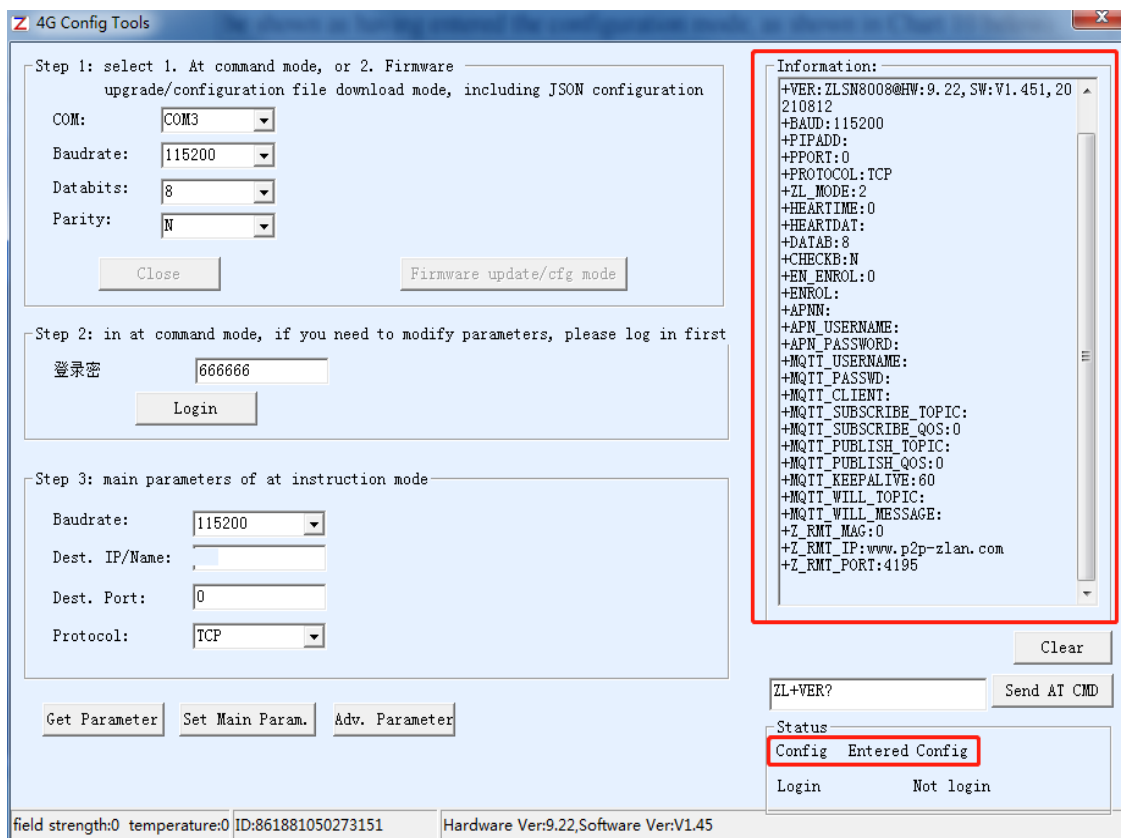 4G Config Tools
Step 1: select 1. At command mode, or 2. Firmware
upgrade/configuration file download mode, including JSON configuration
COM:
COM3
Baudrate:
115200
Databits:
8
Parity:
N
Close
Firmware update/cfg mode
Step 2: in at command mode, if you need to modify parameters, please log in first
登录密
666666
Login
Step 3: main parameters of at instruction mode
Baudrate:
115200
Dest. IP/Name:
Dest. Port:
0
Protocol:
TCP
Get Parameter
Set Main Param.
Adv. Parameter
Information:
+VER:ZLSN8008@HW:9.22,SW:V1.451,20
210812
+BAUD:115200
+PIPADD:
+PPORT:0
+PROTOCOL:TCP
+ZL_MODE:2
+HEARTIME:0
+HEARTDAT:
+DATAB:8
+CHECKB:N
+EN_ENROL:0
+ENROL:
+APNN:
+APN_USERNAME:
+APN_PASSWORD:
+MQTT_USERNAME:
+MQTT_PASSWD:
+MQTT_CLIENT:
+MQTT_SUBSCRIBE_TOPIC:
+MQTT_SUBSCRIBE_QOS:0
+MQTT_PUBLISH_TOPIC:
+MQTT_PUBLISH_QOS:0
+MQTT_KEEPALIVE:60
+MQTT_WILL_TOPIC:
+MQTT_WILL_MESSAGE:
+Z_RMT_MAG:0
+Z_RMT_IP:www.p2p-zlan.com
+Z_RMT_PORT:4195
Clear
ZL+VER?
Send AT CMD
Status
Config Entered Config
Login Not login
field strength:0 temperature:0
ID:861881050273151
Hardware Ver:9.22,Software Ver:V1.45